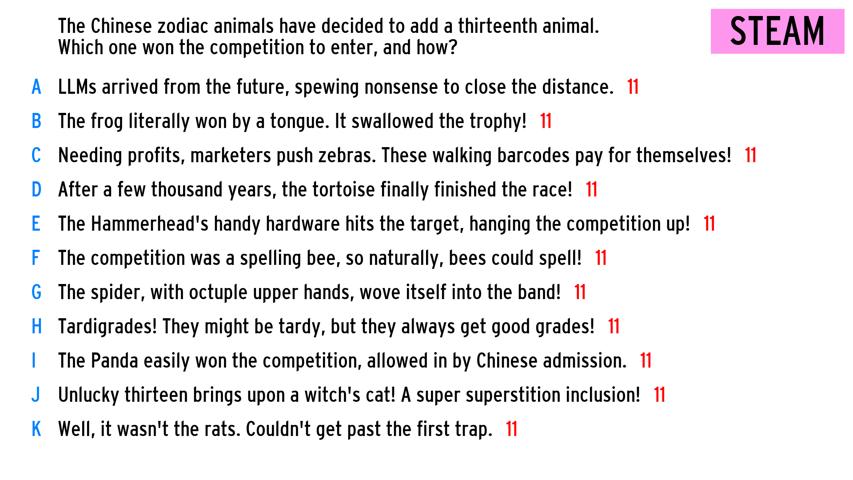 The Chinese zodiac animals have decided to add a thirteenth animal.
Which one won the competition to enter, and how?
STEAM
A LLMs arrived from the future, spewing nonsense to close the distance. 11
B The frog literally won by a tongue. It swallowed the trophy! 11
C Needing profits, marketers push zebras. These walking barcodes pay for themselves! 11
D After a few thousand years, the tortoise finally finished the race! 11
E The Hammerhead's handy hardware hits the target, hanging the competition up! 11
F The competition was a spelling bee, so naturally, bees could spell! 11
G The spider, with octuple upper hands, wove itself into the band! 11
H Tardigrades! They might be tardy, but they always get good grades! 11
I The Panda easily won the competition, allowed in by Chinese admission. 11
J Unlucky thirteen brings upon a witch's cat! A super superstition inclusion! 11
K Well, it wasn't the rats. Couldn't get past the first trap. 11